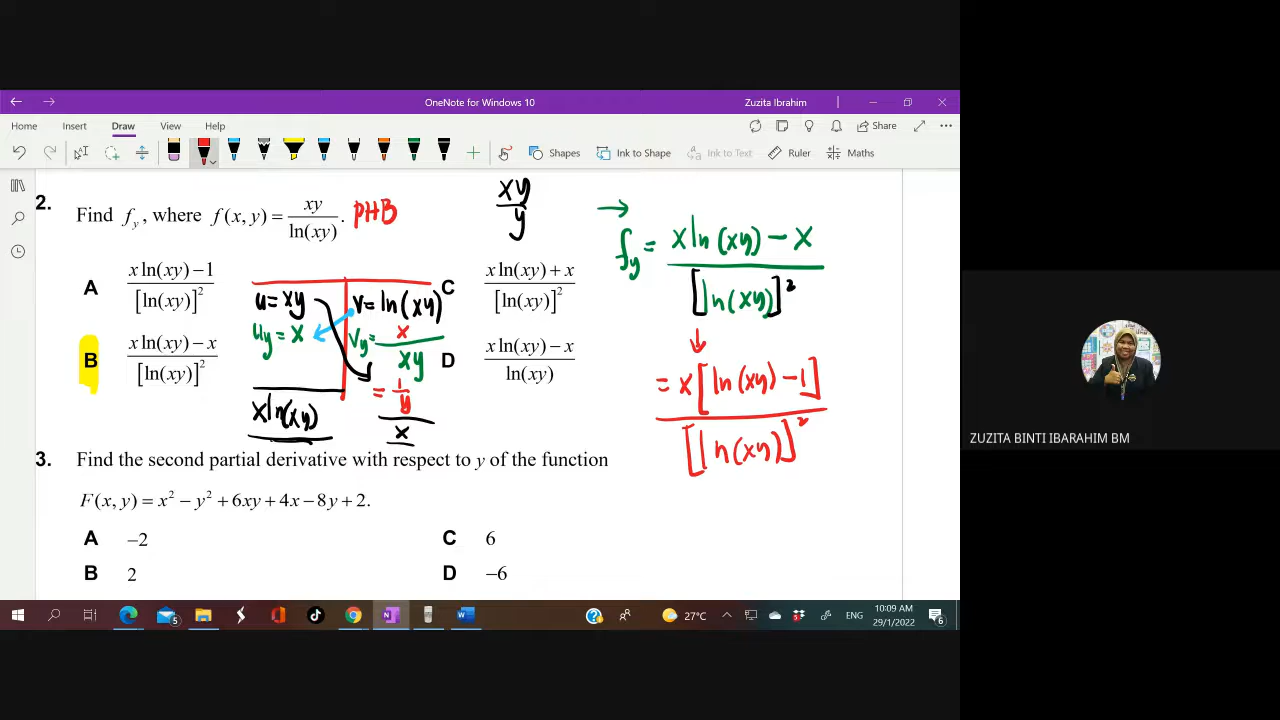 OneNote for Windows 10
Zuzita Ibrahim
Home Insert Draw View Help
Share
Shapes Ink to Shape Ink to Text Ruler Maths
2. Find f_y, where f(x, y) = xy / ln(xy). PHB
xy / y
A (x ln(xy) − 1) / [ln(xy)]²
C (x ln(xy) + x) / [ln(xy)]²
B (x ln(xy) − x) / [ln(xy)]²
D (x ln(xy) − x) / ln(xy)
u = xy
v = ln(xy)
u_y = x
v_y = x / xy
= 1/y
x ln(xy)
x
→ f_y = (x ln(xy) − x) / [ln(xy)]²
= x[ln(xy) − 1] / [ln(xy)]²
3. Find the second partial derivative with respect to y of the function
F(x, y) = x² − y² + 6xy + 4x − 8y + 2.
A −2
C 6
B 2
D −6
ZUZITA BINTI IBARAHIM BM
5
27°C
5
ENG
10:09 AM
29/1/2022
6